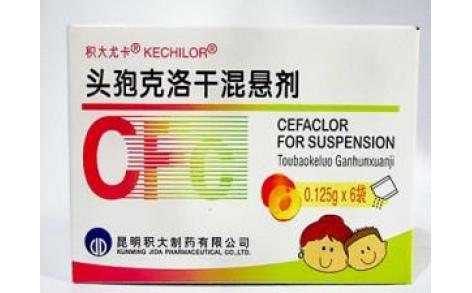 积大尤卡® KECHILOR®
头孢克洛干混悬剂
CFC
CEFACLOR
FOR SUSPENSION
Toubaokeluo Ganhunxuanji
0.125g x 6袋
昆明积大制药有限公司
KUNMING JIDA PHARMACEUTICAL CO.,LTD.